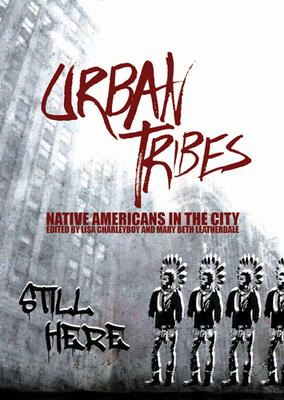 URBAN
TRIBES
NATIVE AMERICANS IN THE CITY
EDITED BY LISA CHARLEYBOY AND MARY BETH LEATHERDALE
STILL
HERE